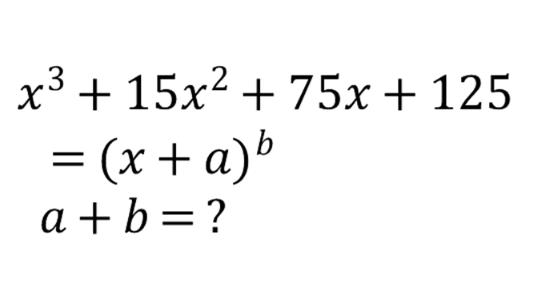 x³ + 15x² + 75x + 125
= (x + a)ᵇ
a + b = ?